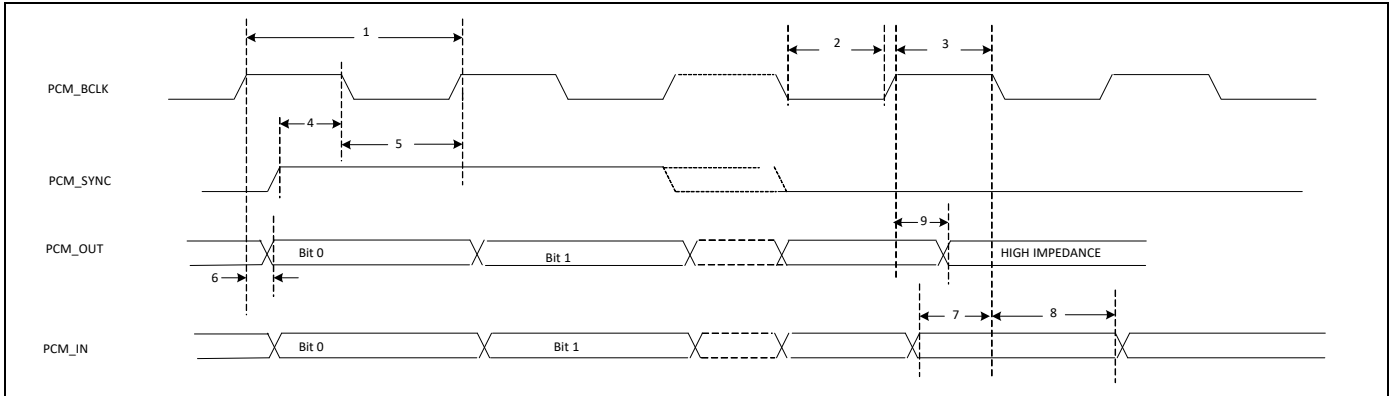 1
2
3
PCM_BCLK
4
5
PCM_SYNC
9
PCM_OUT
Bit 0
Bit 1
HIGH IMPEDANCE
6
7
8
PCM_IN
Bit 0
Bit 1